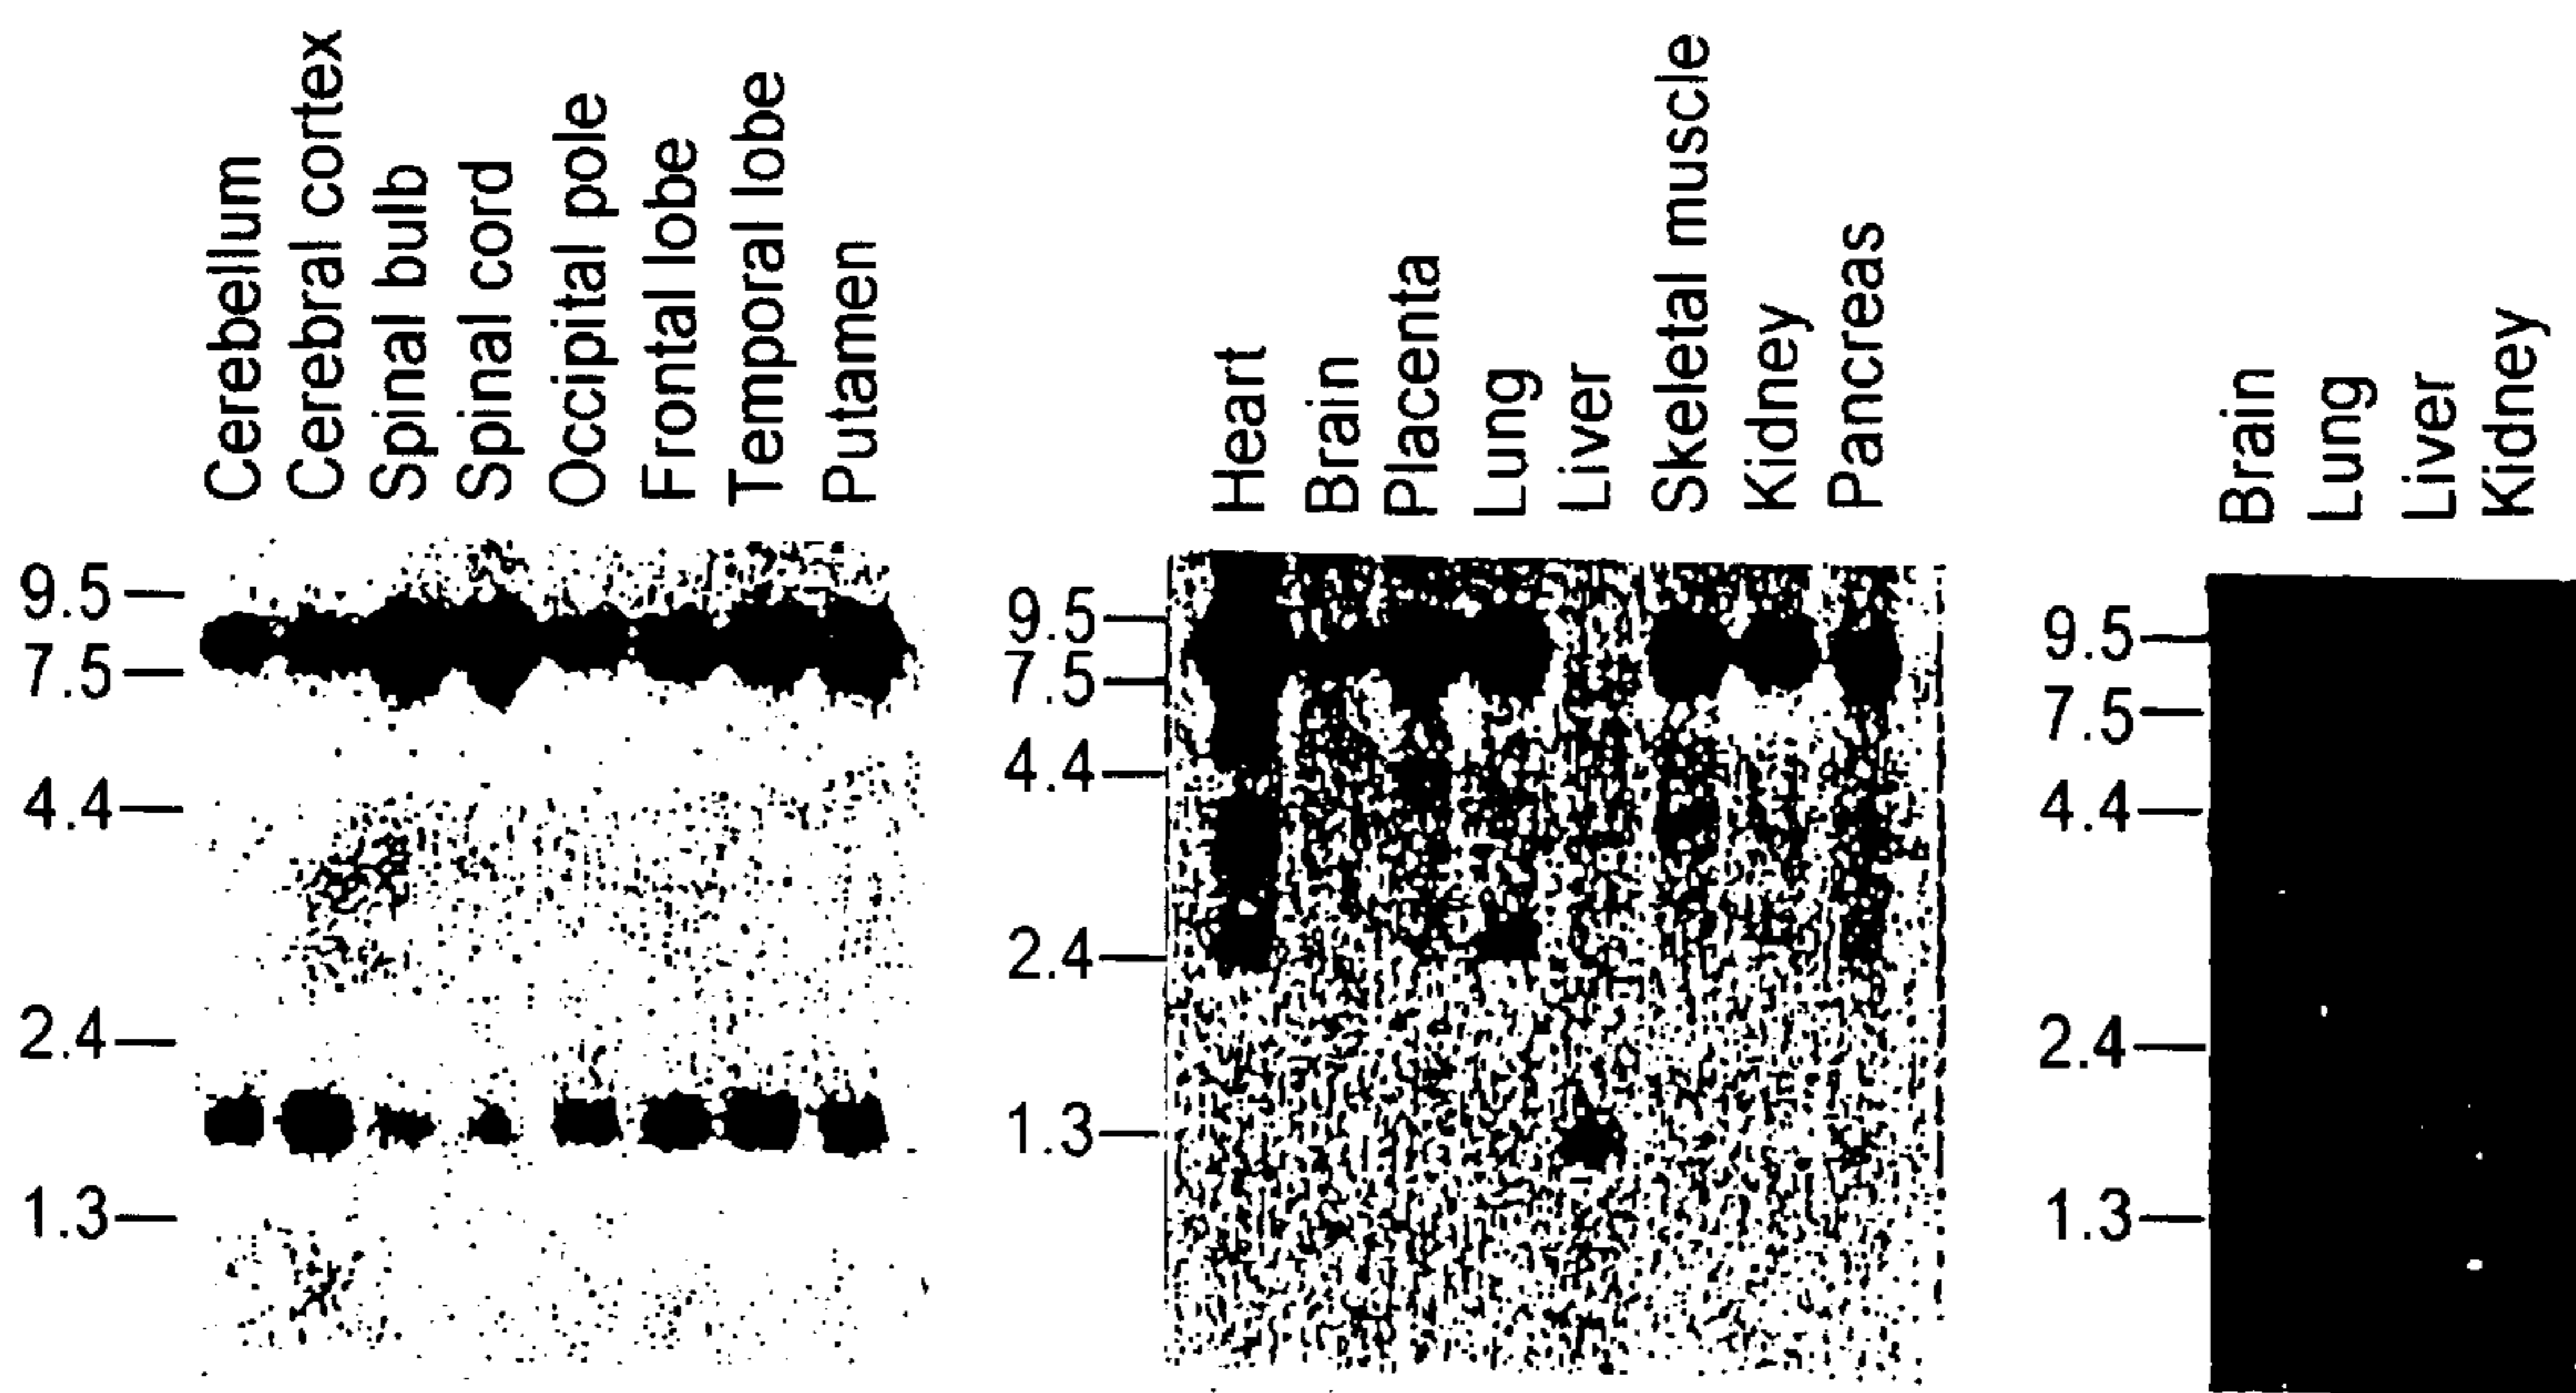 Cerebellum
Cerebral cortex
Spinal bulb
Spinal cord
Occipital pole
Frontal lobe
Temporal lobe
Putamen
9.5
7.5
4.4
2.4
1.3
Heart
Brain
Placenta
Lung
Liver
Skeletal muscle
Kidney
Pancreas
9.5
7.5
4.4
2.4
1.3
Brain
Lung
Liver
Kidney
9.5
7.5
4.4
2.4
1.3